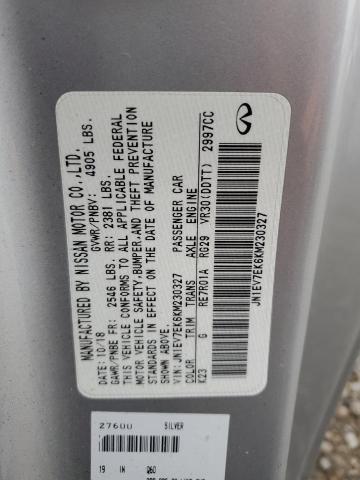 MANUFACTURED BY NISSAN MOTOR CO.,LTD.
DATE:10/18 GVWR/PNBV: 4905 LBS.
GAWR/PNBE FR: 2546 LBS. RR: 2381 LBS.
THIS VEHICLE CONFORMS TO ALL APPLICABLE FEDERAL
MOTOR VEHICLE SAFETY,BUMPER,AND THEFT PREVENTION
STANDARDS IN EFFECT ON THE DATE OF MANUFACTURE
SHOWN ABOVE.
VIN:JN1EV7EK6KM230327 PASSENGER CAR
COLOR TRIM TRANS AXLE ENGINE
K23 G RE7R01A RG29 VR30(DDTT) 2997CC
JN1EV7EK6KM230327
INFINITI
27600 SILVER
19 IN Q60